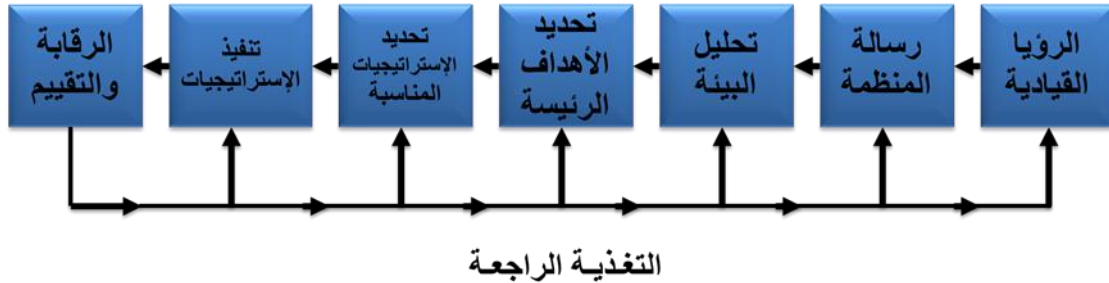 الرؤيا
القيادية
رسالة
المنظمة
تحليل
البيئة
تحديد
الأهداف
الرئيسة
تحديد
الإستراتيجيات
المناسبة
تنفيذ
الإستراتيجيات
الرقابة
والتقييم
التغذية الراجعة